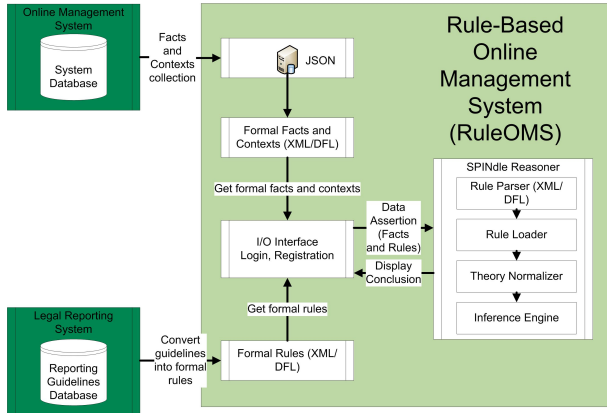 Online Management
System
System
Database
Facts
and
Contexts
collection
JSON
Rule-Based
Online
Management
System
(RuleOMS)
Formal Facts and
Contexts (XML/DFL)
Get formal facts and contexts
I/O Interface
Login, Registration
Data
Assertion
(Facts
and Rules)
Display
Conclusion
SPINdle Reasoner
Rule Parser (XML/
DFL)
Rule Loader
Theory Normalizer
Inference Engine
Get formal rules
Legal Reporting
System
Reporting
Guidelines
Database
Convert
guidelines
into formal
rules
Formal Rules (XML/
DFL)